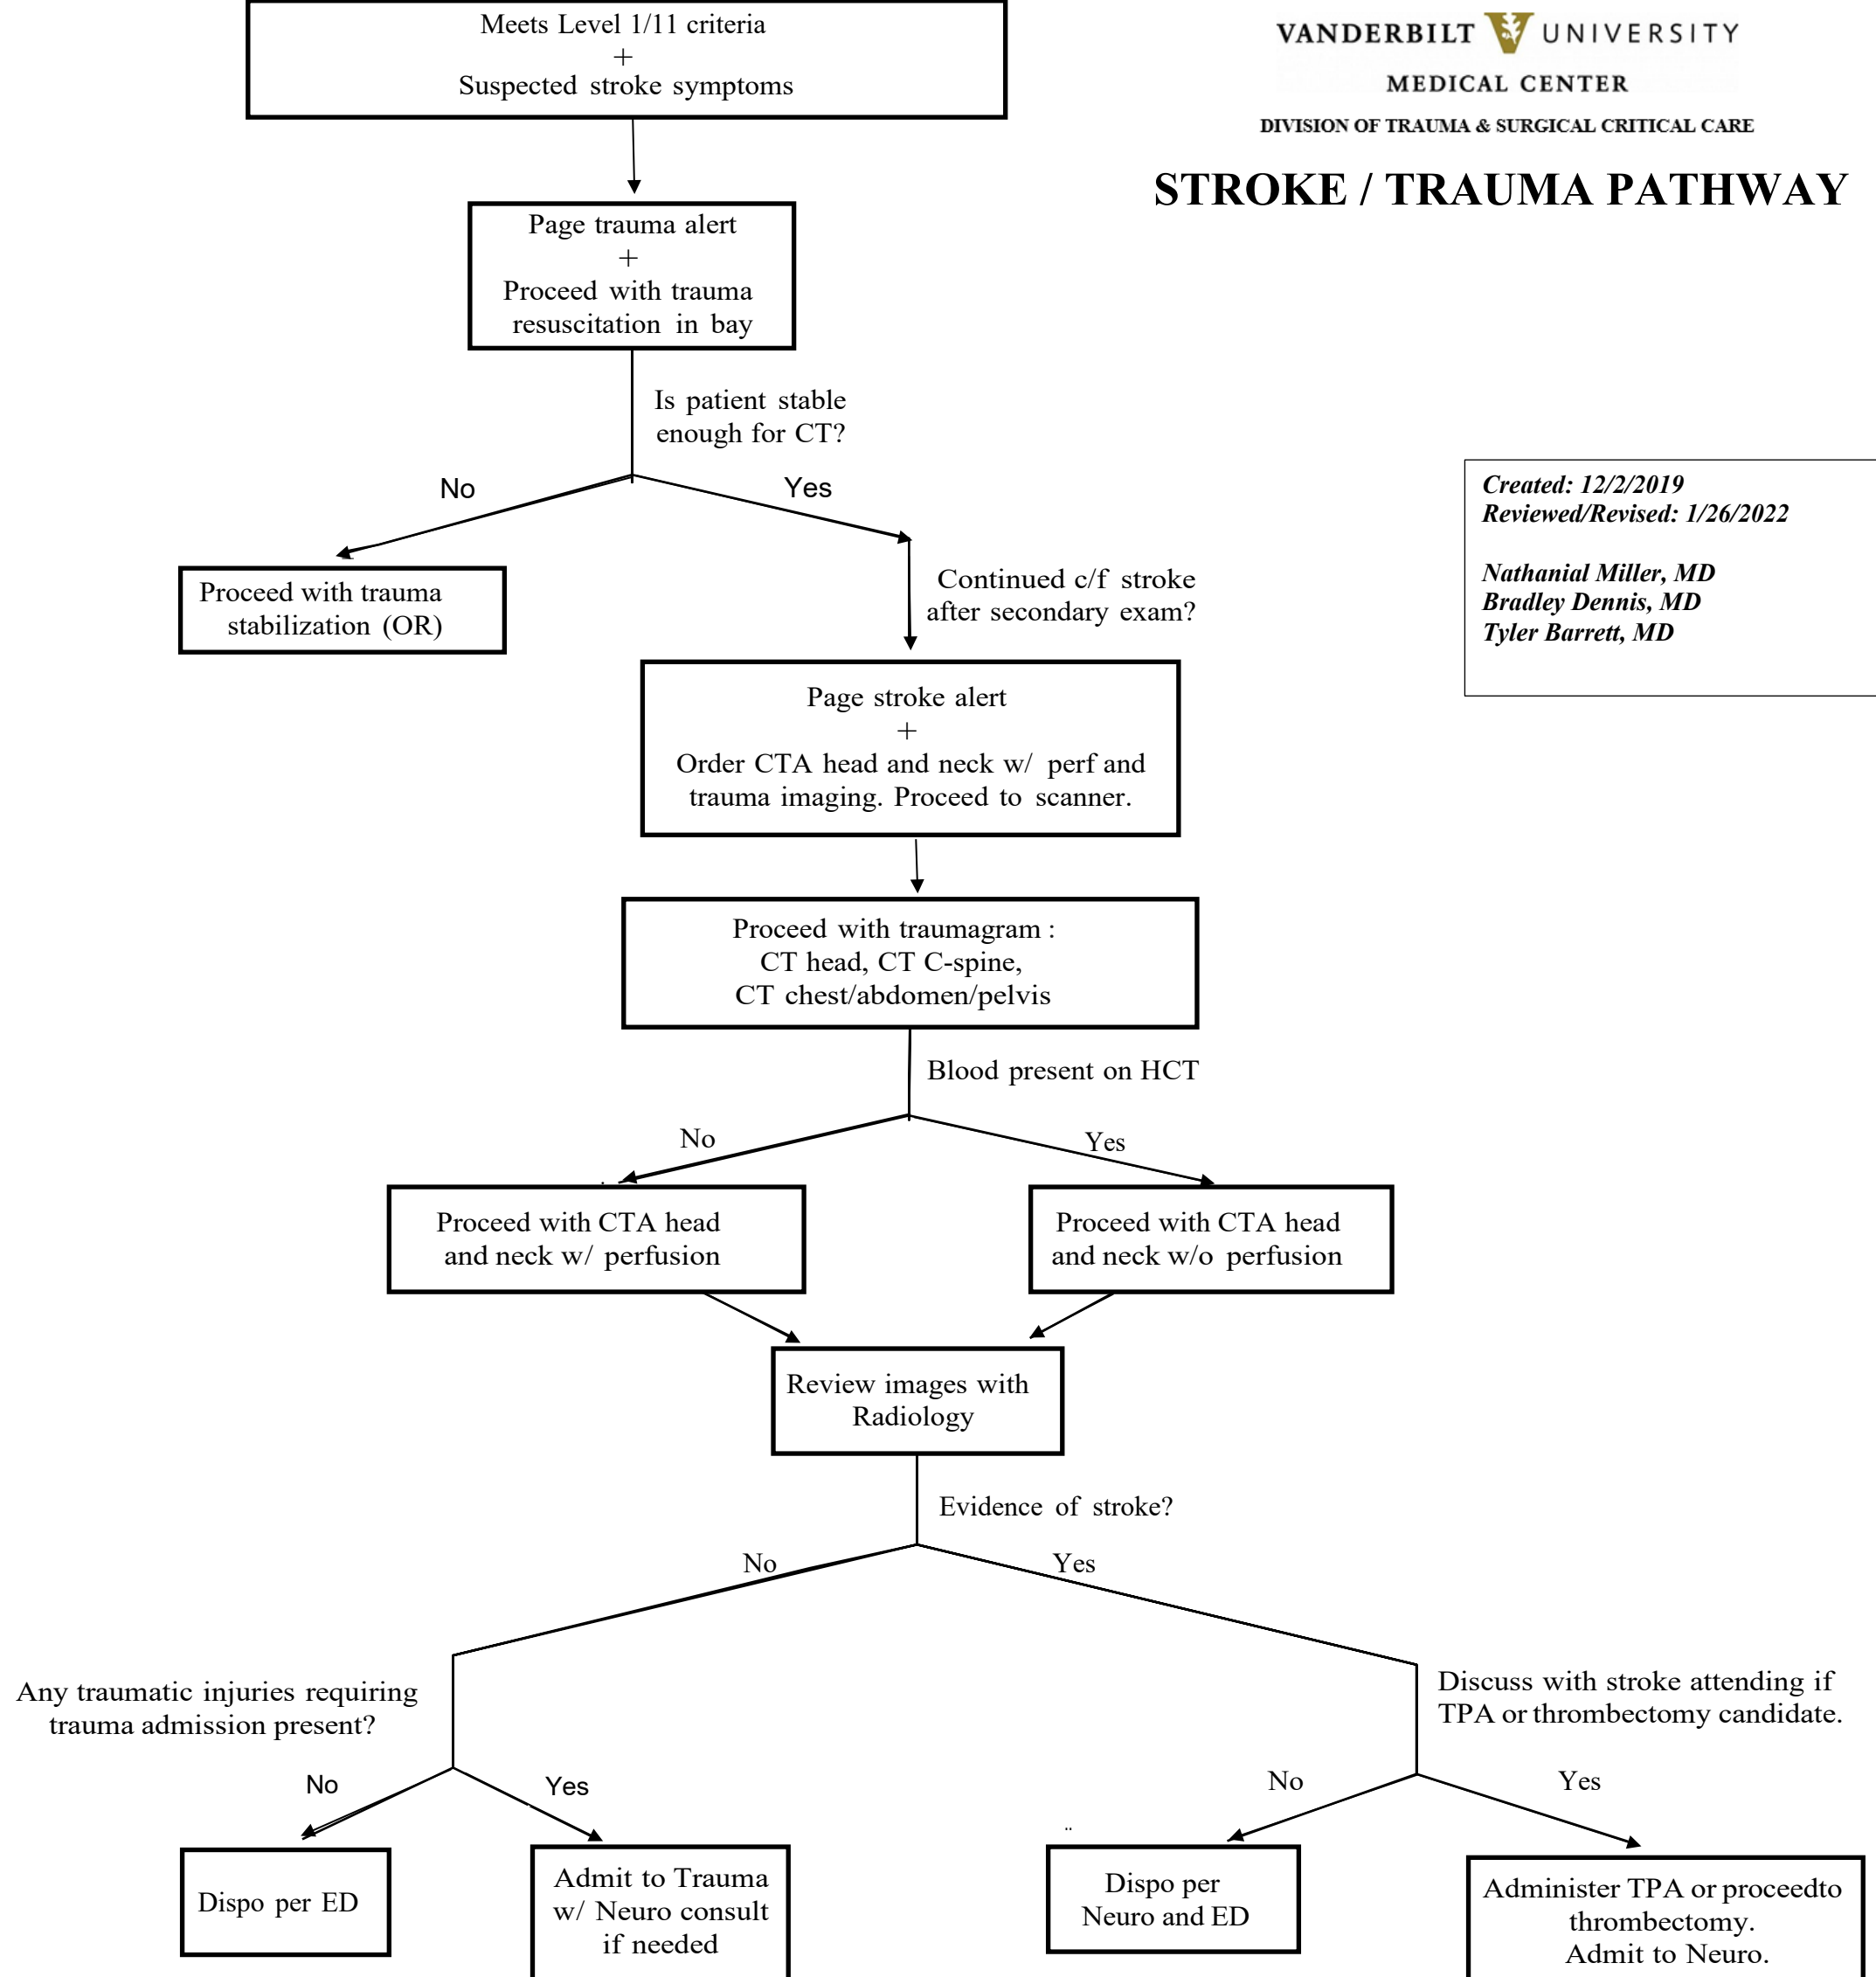 Meets Level 1/11 criteria
+
Suspected stroke symptoms
VANDERBILT V UNIVERSITY
MEDICAL CENTER
DIVISION OF TRAUMA & SURGICAL CRITICAL CARE
STROKE / TRAUMA PATHWAY
Page trauma alert
+
Proceed with trauma
resuscitation in bay
Is patient stable
enough for CT?
No
Yes
Created: 12/2/2019
Reviewed/Revised: 1/26/2022
Nathanial Miller, MD
Bradley Dennis, MD
Tyler Barrett, MD
Proceed with trauma
stabilization (OR)
Continued c/f stroke
after secondary exam?
Page stroke alert
+
Order CTA head and neck w/ perf and
trauma imaging. Proceed to scanner.
Proceed with traumagram :
CT head, CT C-spine,
CT chest/abdomen/pelvis
Blood present on HCT
No
Yes
Proceed with CTA head
and neck w/ perfusion
Proceed with CTA head
and neck w/o perfusion
Review images with
Radiology
Evidence of stroke?
No
Yes
Any traumatic injuries requiring
trauma admission present?
Discuss with stroke attending if
TPA or thrombectomy candidate.
No
Yes
No
Yes
Dispo per ED
Admit to Trauma
w/ Neuro consult
if needed
Dispo per
Neuro and ED
Administer TPA or proceedto
thrombectomy.
Admit to Neuro.